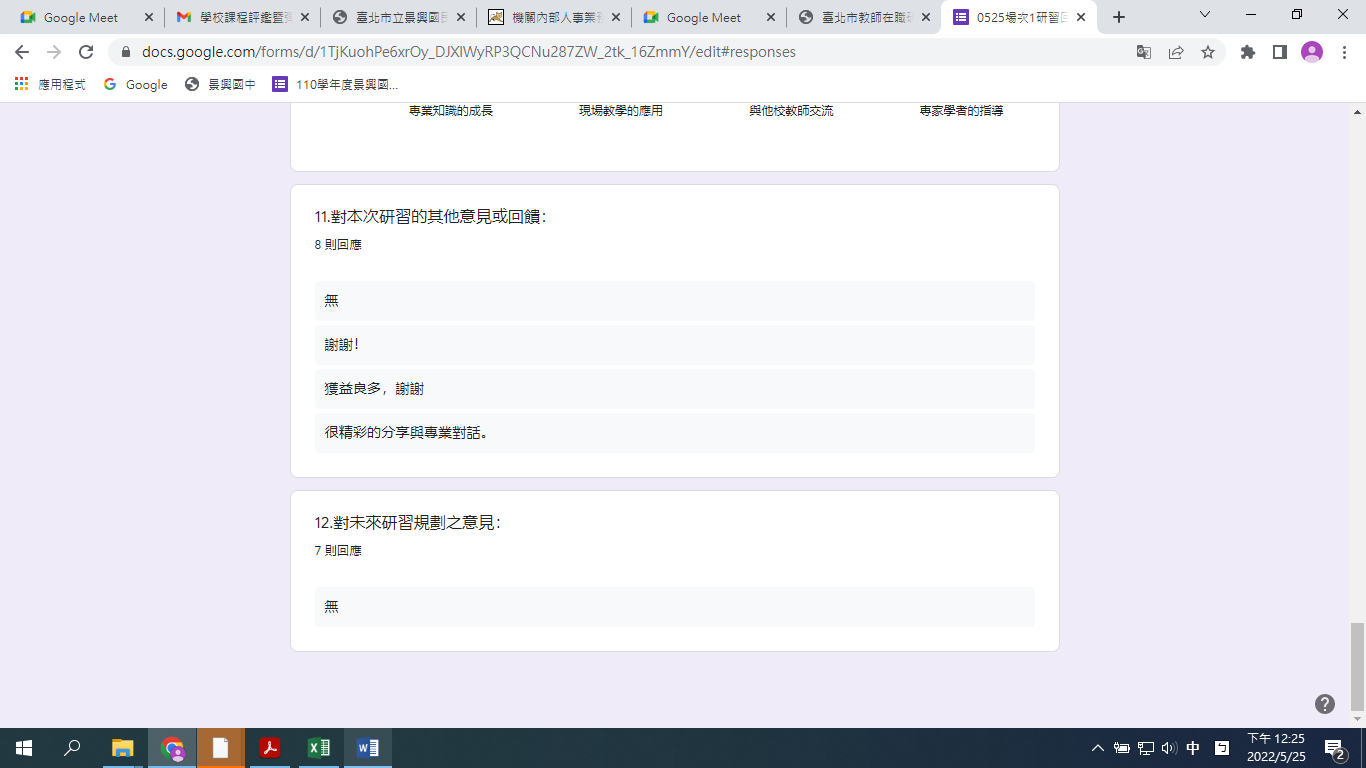 Google Meet
學校課程評鑑暨
臺北市立景興國民
機關內部人事業務
Google Meet
臺北市教師在職研
0525場次1研習回
docs.google.com/forms/d/1TjKuohPe6xrOy_DJXlWyRP3QCNu287ZW_2tk_16ZmmY/edit#responses
應用程式
Google
景興國中
110學年度景興國...
專業知識的成長
現場教學的應用
與他校教師交流
專家學者的指導
11.對本次研習的其他意見或回饋：
8 則回應
無
謝謝！
獲益良多，謝謝
很精彩的分享與專業對話。
12.對未來研習規劃之意見：
7 則回應
無
中
下午 12:25
2022/5/25
2